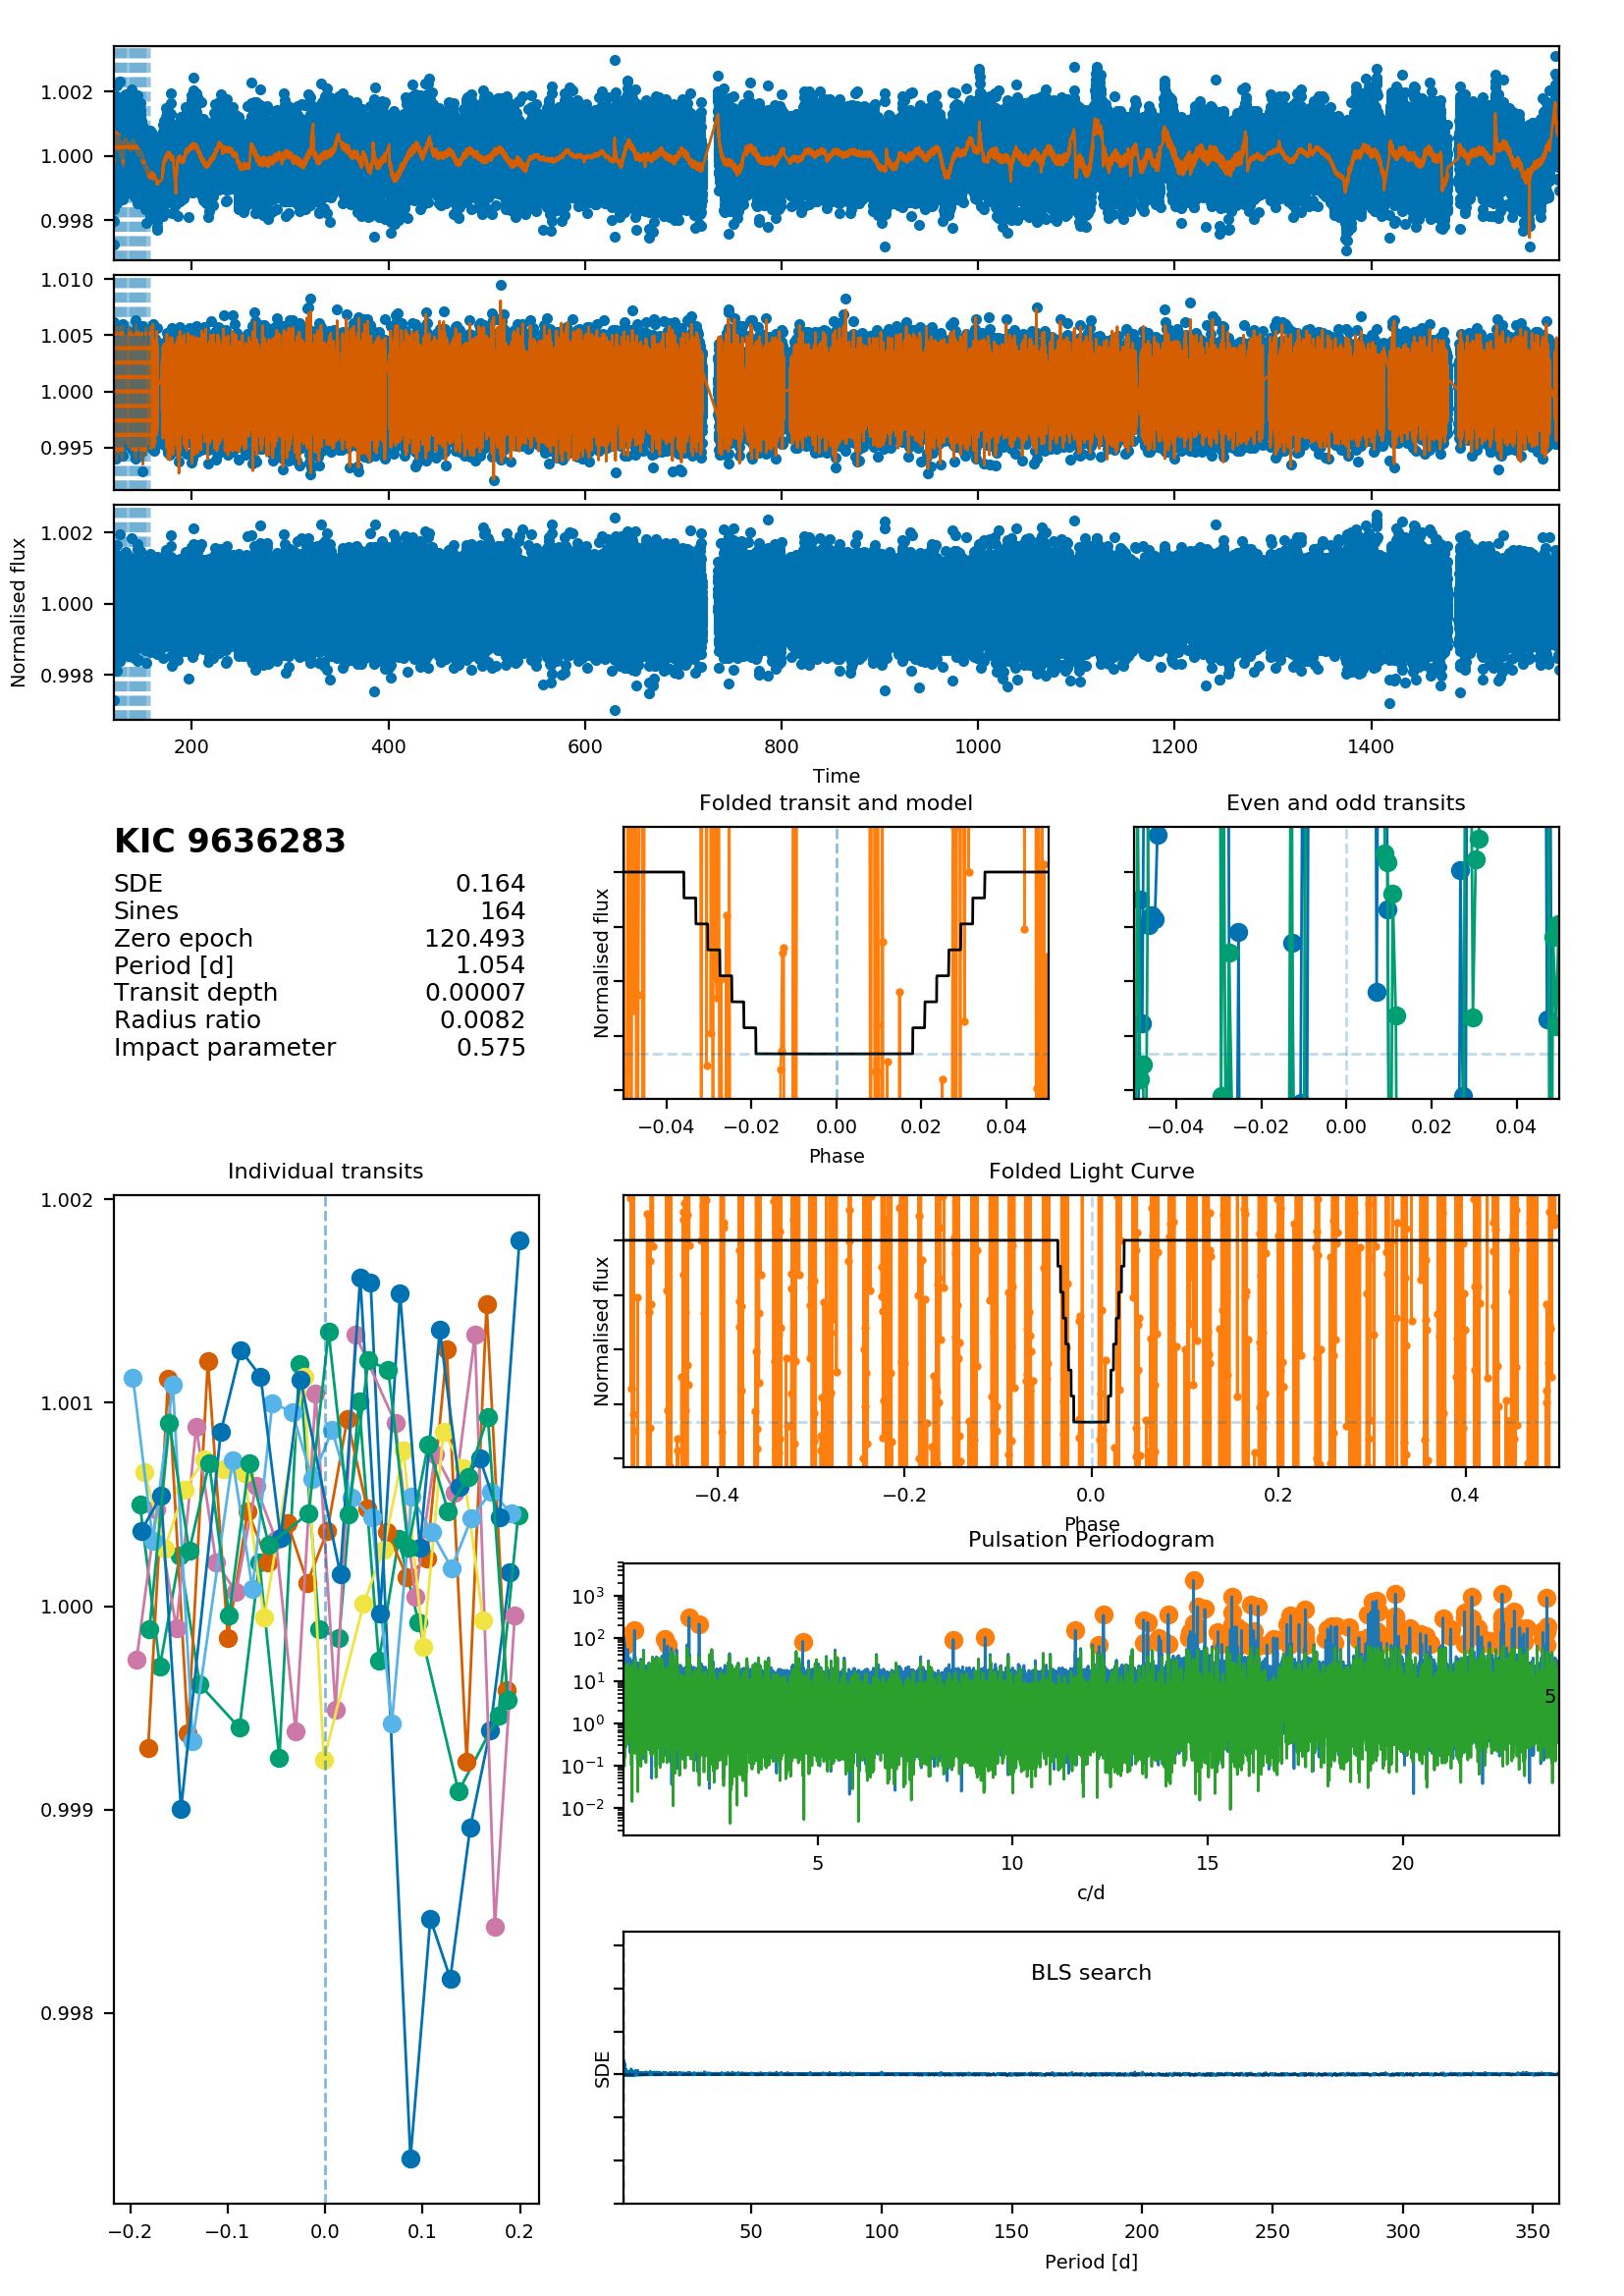 1.002
1.000
0.998
1.010
1.005
1.000
0.995
1.002
1.000
0.998
Normalised flux
200 400 600 800 1000 1200 1400
Time
KIC 9636283
SDE 0.164
Sines 164
Zero epoch 120.493
Period [d] 1.054
Transit depth 0.00007
Radius ratio 0.0082
Impact parameter 0.575
Folded transit and model
Normalised flux
−0.04 −0.02 0.00 0.02 0.04
Phase
Even and odd transits
−0.04 −0.02 0.00 0.02 0.04
Individual transits
1.002
1.001
1.000
0.999
0.998
−0.2 −0.1 0.0 0.1 0.2
Folded Light Curve
Normalised flux
−0.4 −0.2 0.0 0.2 0.4
Phase
Pulsation Periodogram
10³
10²
10¹
10⁰
10⁻¹
10⁻²
5
5 10 15 20
c/d
BLS search
SDE
50 100 150 200 250 300 350
Period [d]